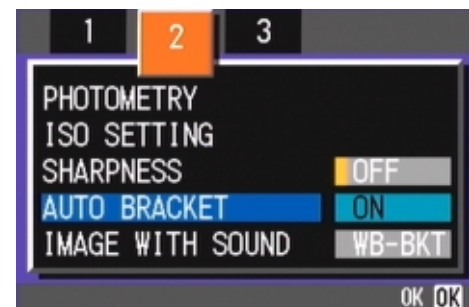 1 2 3
PHOTOMETRY
ISO SETTING
SHARPNESS OFF
AUTO BRACKET ON
IMAGE WITH SOUND WB-BKT
OK OK